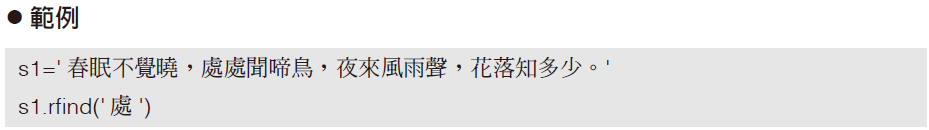 ● 範例
s1=' 春眠不覺曉，處處聞啼鳥，夜來風雨聲，花落知多少。'
s1.rfind(' 處 ')